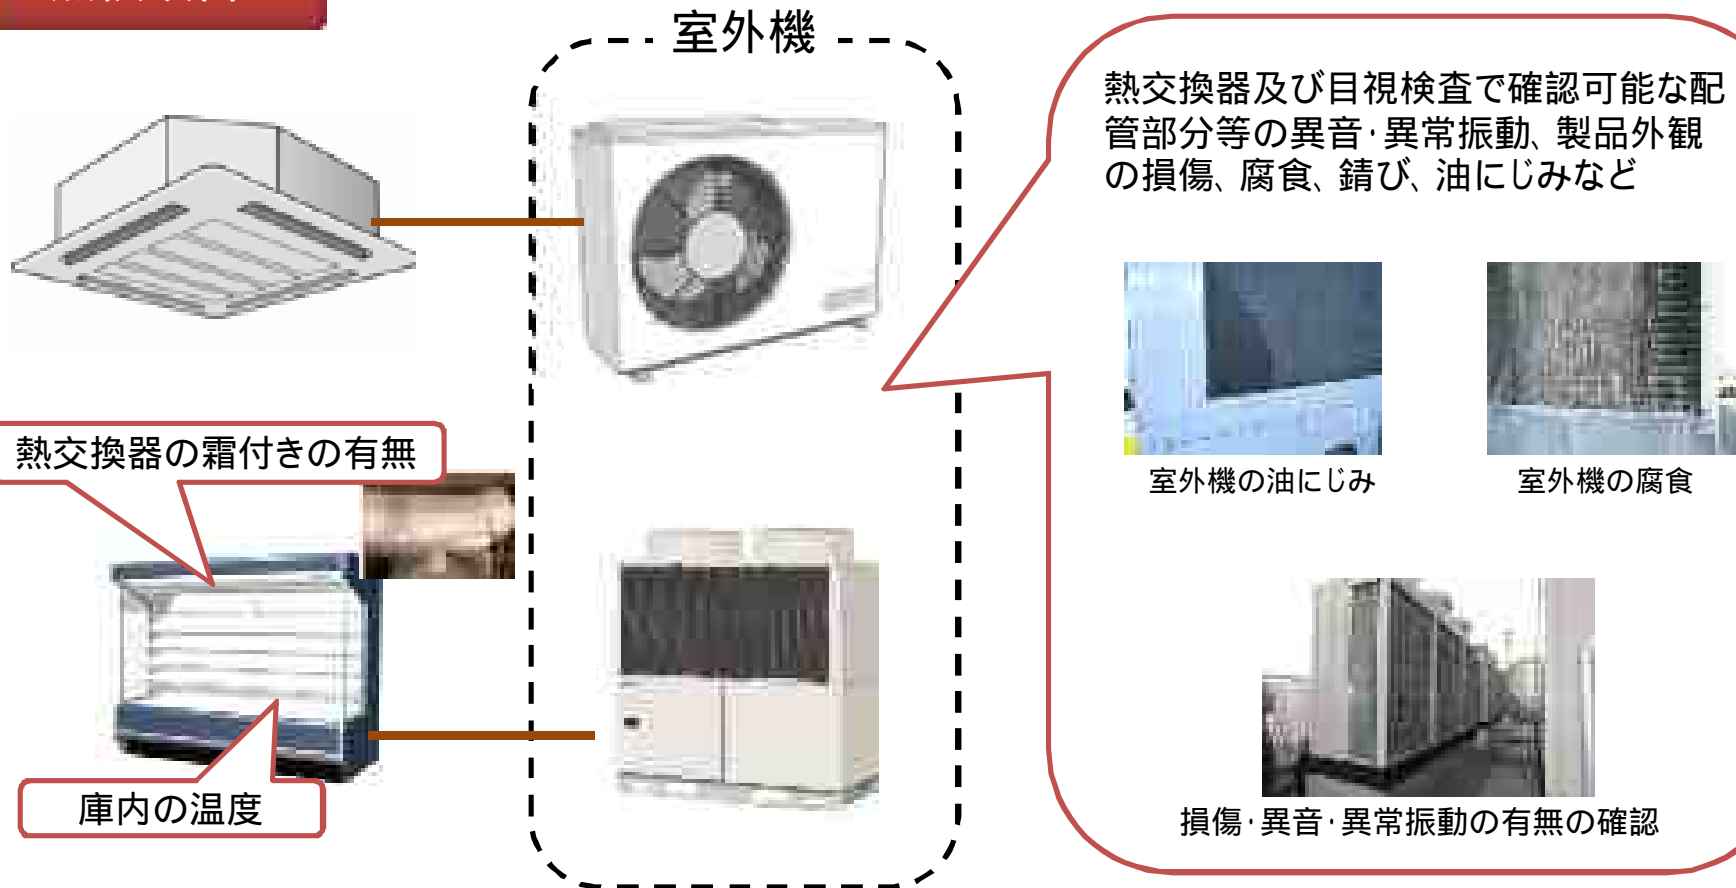 室外機
熱交換器及び目視検査で確認可能な配
管部分等の異音・異常振動、製品外観
の損傷、腐食、錆び、油にじみなど
熱交換器の霜付きの有無
室外機の油にじみ
室外機の腐食
庫内の温度
損傷・異音・異常振動の有無の確認